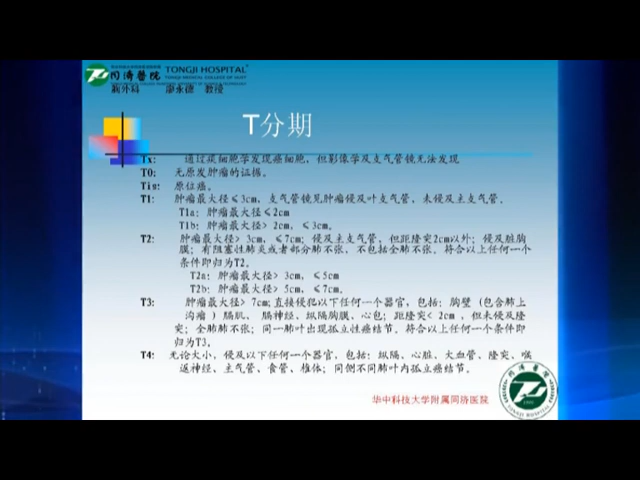 同济医院 TONGJI HOSPITAL
TONGJI MEDICAL COLLEGE OF HUST
胸外科 廖永德 教授
T分期
Tx: 通过痰细胞学发现癌细胞，但影像学及支气管镜无法发现
T0: 无原发肿瘤的证据。
Tis: 原位癌。
T1: 肿瘤最大径≤3cm，支气管镜见肿瘤侵及叶支气管，未侵及主支气管。
T1a: 肿瘤最大径≤2cm
T1b: 肿瘤最大径> 2cm，≤3cm。
T2: 肿瘤最大径> 3cm，≤7cm; 侵及主支气管，但距隆突2cm以外; 侵及脏胸
膜; 有阻塞性肺炎或者部分肺不张，不包括全肺不张。符合以上任何一个
条件即归为T2。
T2a: 肿瘤最大径> 3cm，≤5cm
T2b: 肿瘤最大径> 5cm，≤7cm。
T3: 肿瘤最大径> 7cm; 直接侵犯以下任何一个器官，包括: 胸壁 (包含肺上
沟瘤 ) 膈肌、膈神经、纵隔胸膜、心包; 距隆突< 2cm ，但未侵及隆
突; 全肺肺不张; 同一肺叶出现孤立性癌结节。符合以上任何一个条件即
归为T3。
T4: 无论大小，侵及以下任何一个器官，包括: 纵隔、心脏、大血管、隆突、喉
返神经、主气管、食管、椎体; 同侧不同肺叶内孤立癌结节。
华中科技大学附属同济医院